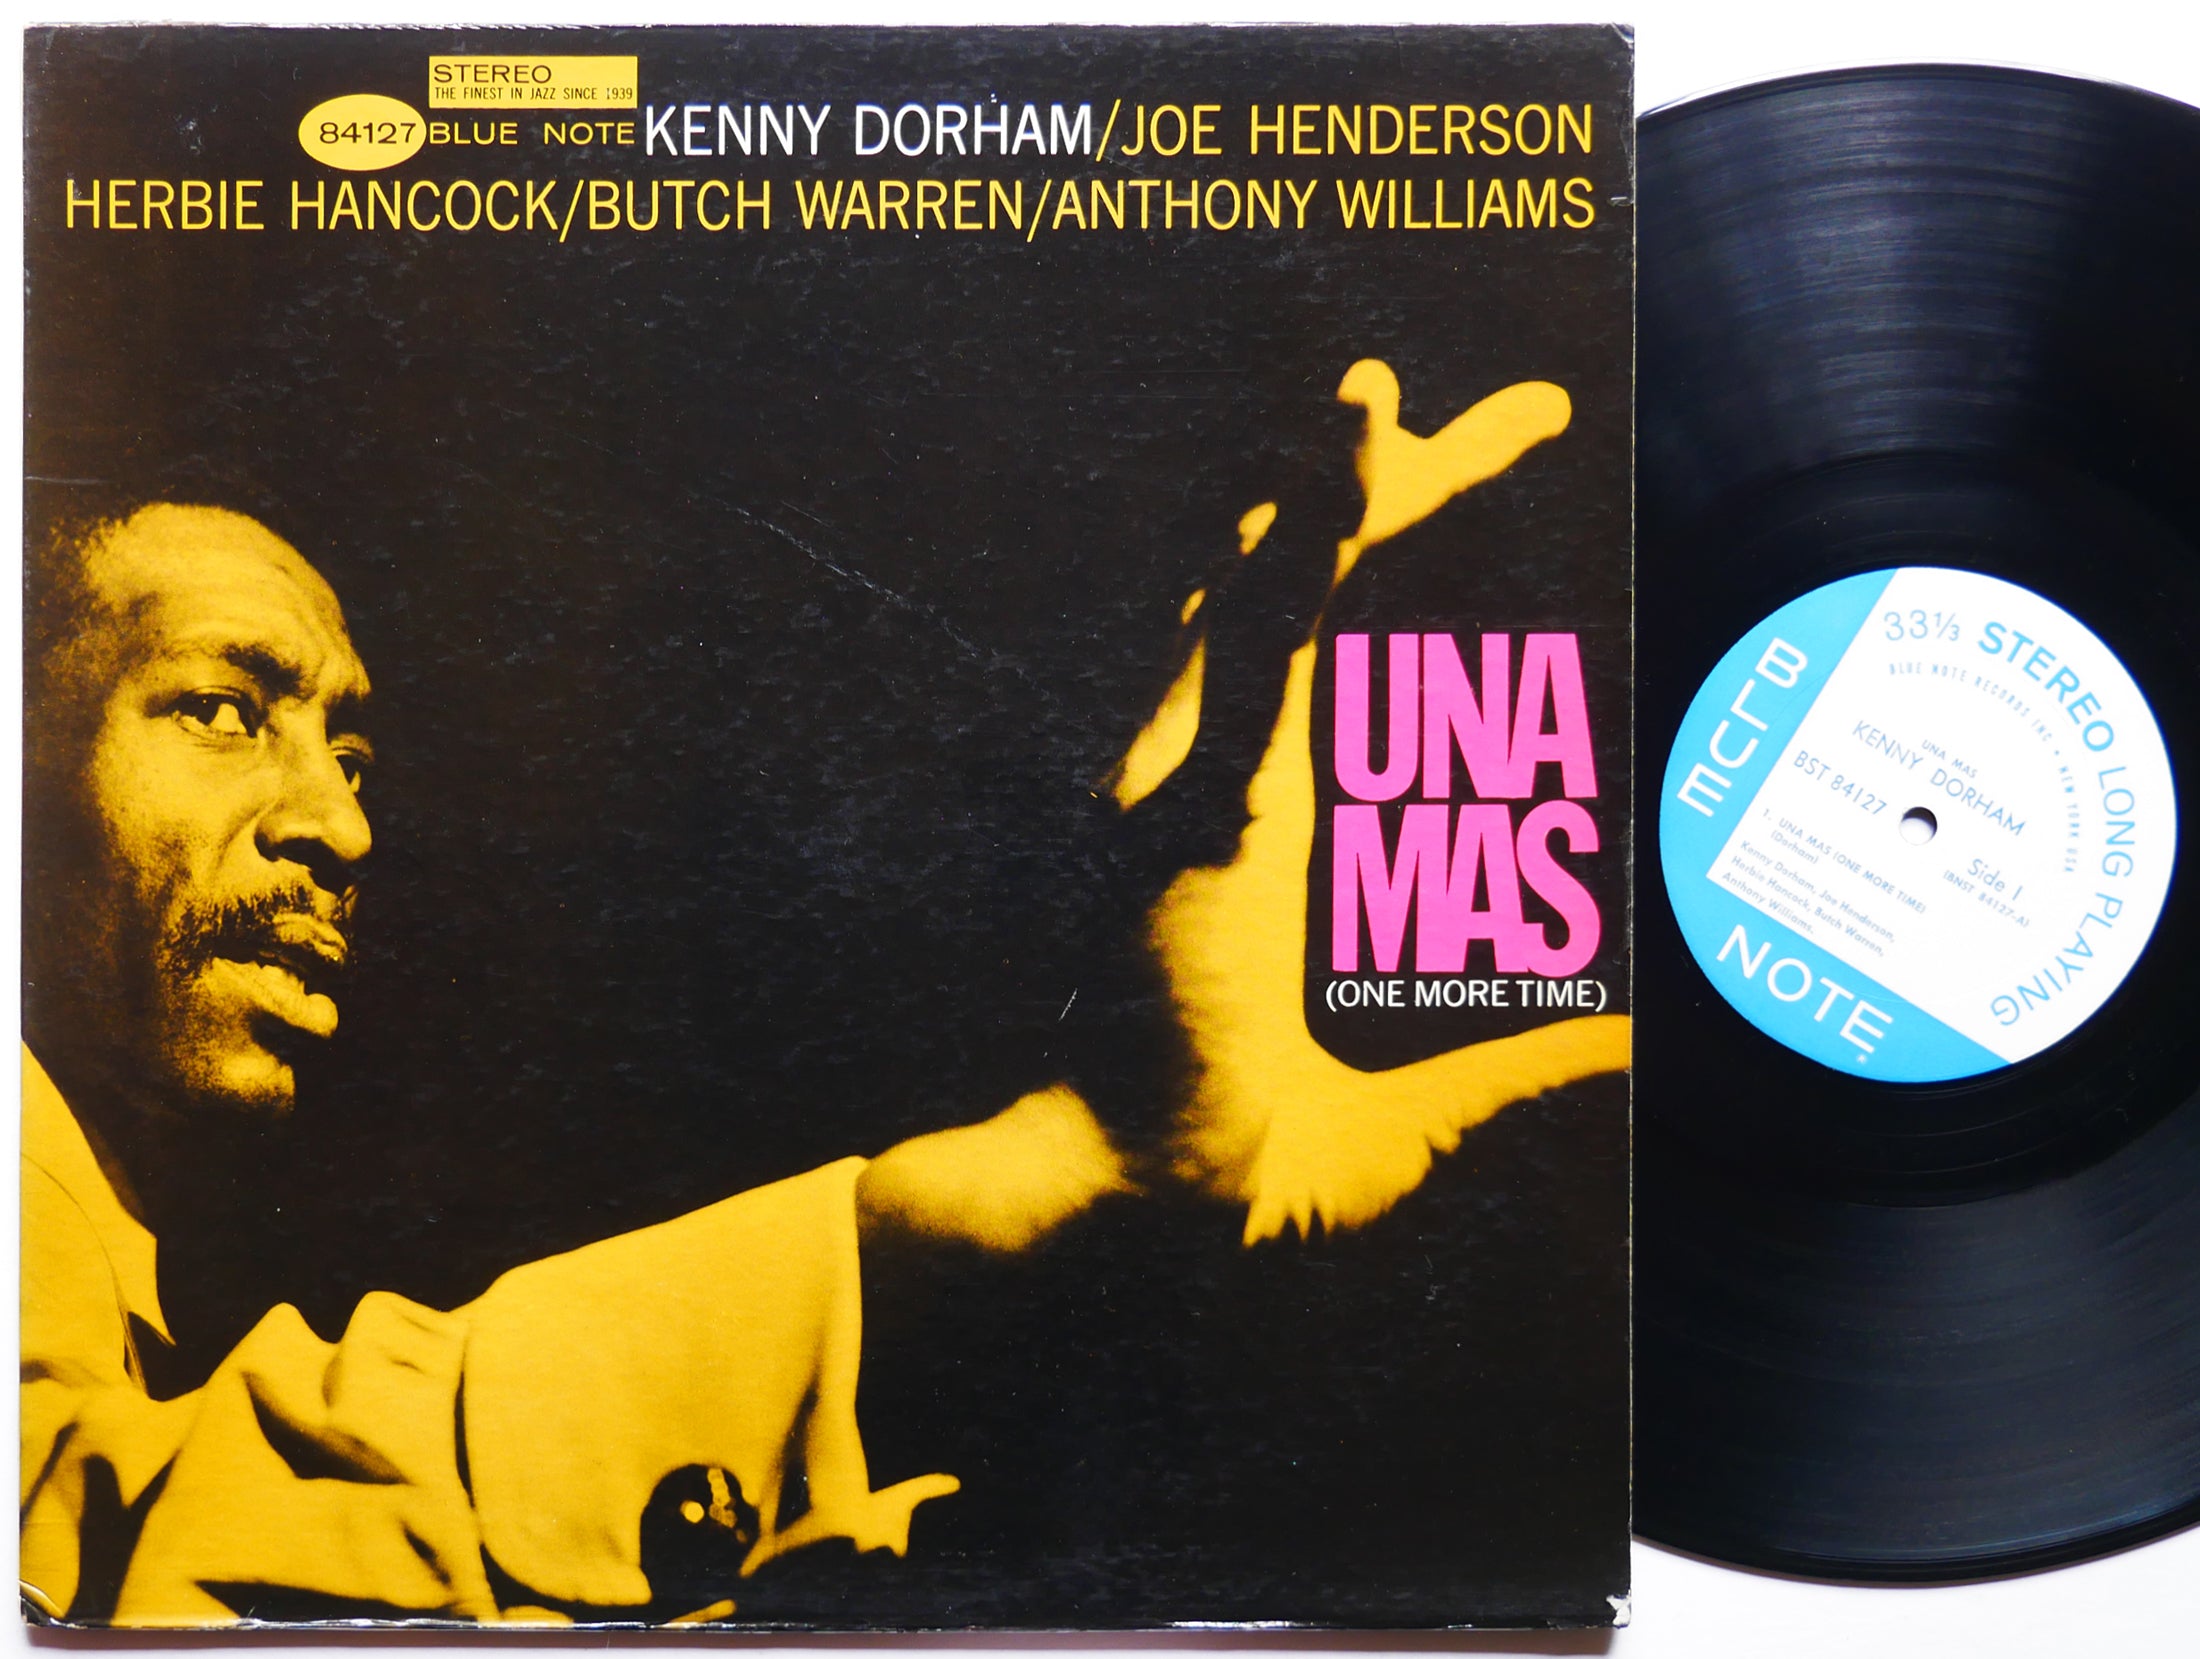 STEREO
THE FINEST IN JAZZ SINCE 1939
84127 BLUE NOTE KENNY DORHAM/JOE HENDERSON
HERBIE HANCOCK/BUTCH WARREN/ANTHONY WILLIAMS
UNA
MAS
(ONE MORE TIME)
33 1/3 STEREO LONG PLAYING
BLUE NOTE RECORDS INC • NEW YORK USA
UNA MAS
KENNY DORHAM
BST 84127
Side 1
(BNST 84127-A)
1. UNA MAS (ONE MORE TIME)
(Dorham)
Kenny Dorham, Joe Henderson,
Herbie Hancock, Butch Warren,
Anthony Williams.
BLUE
NOTE®